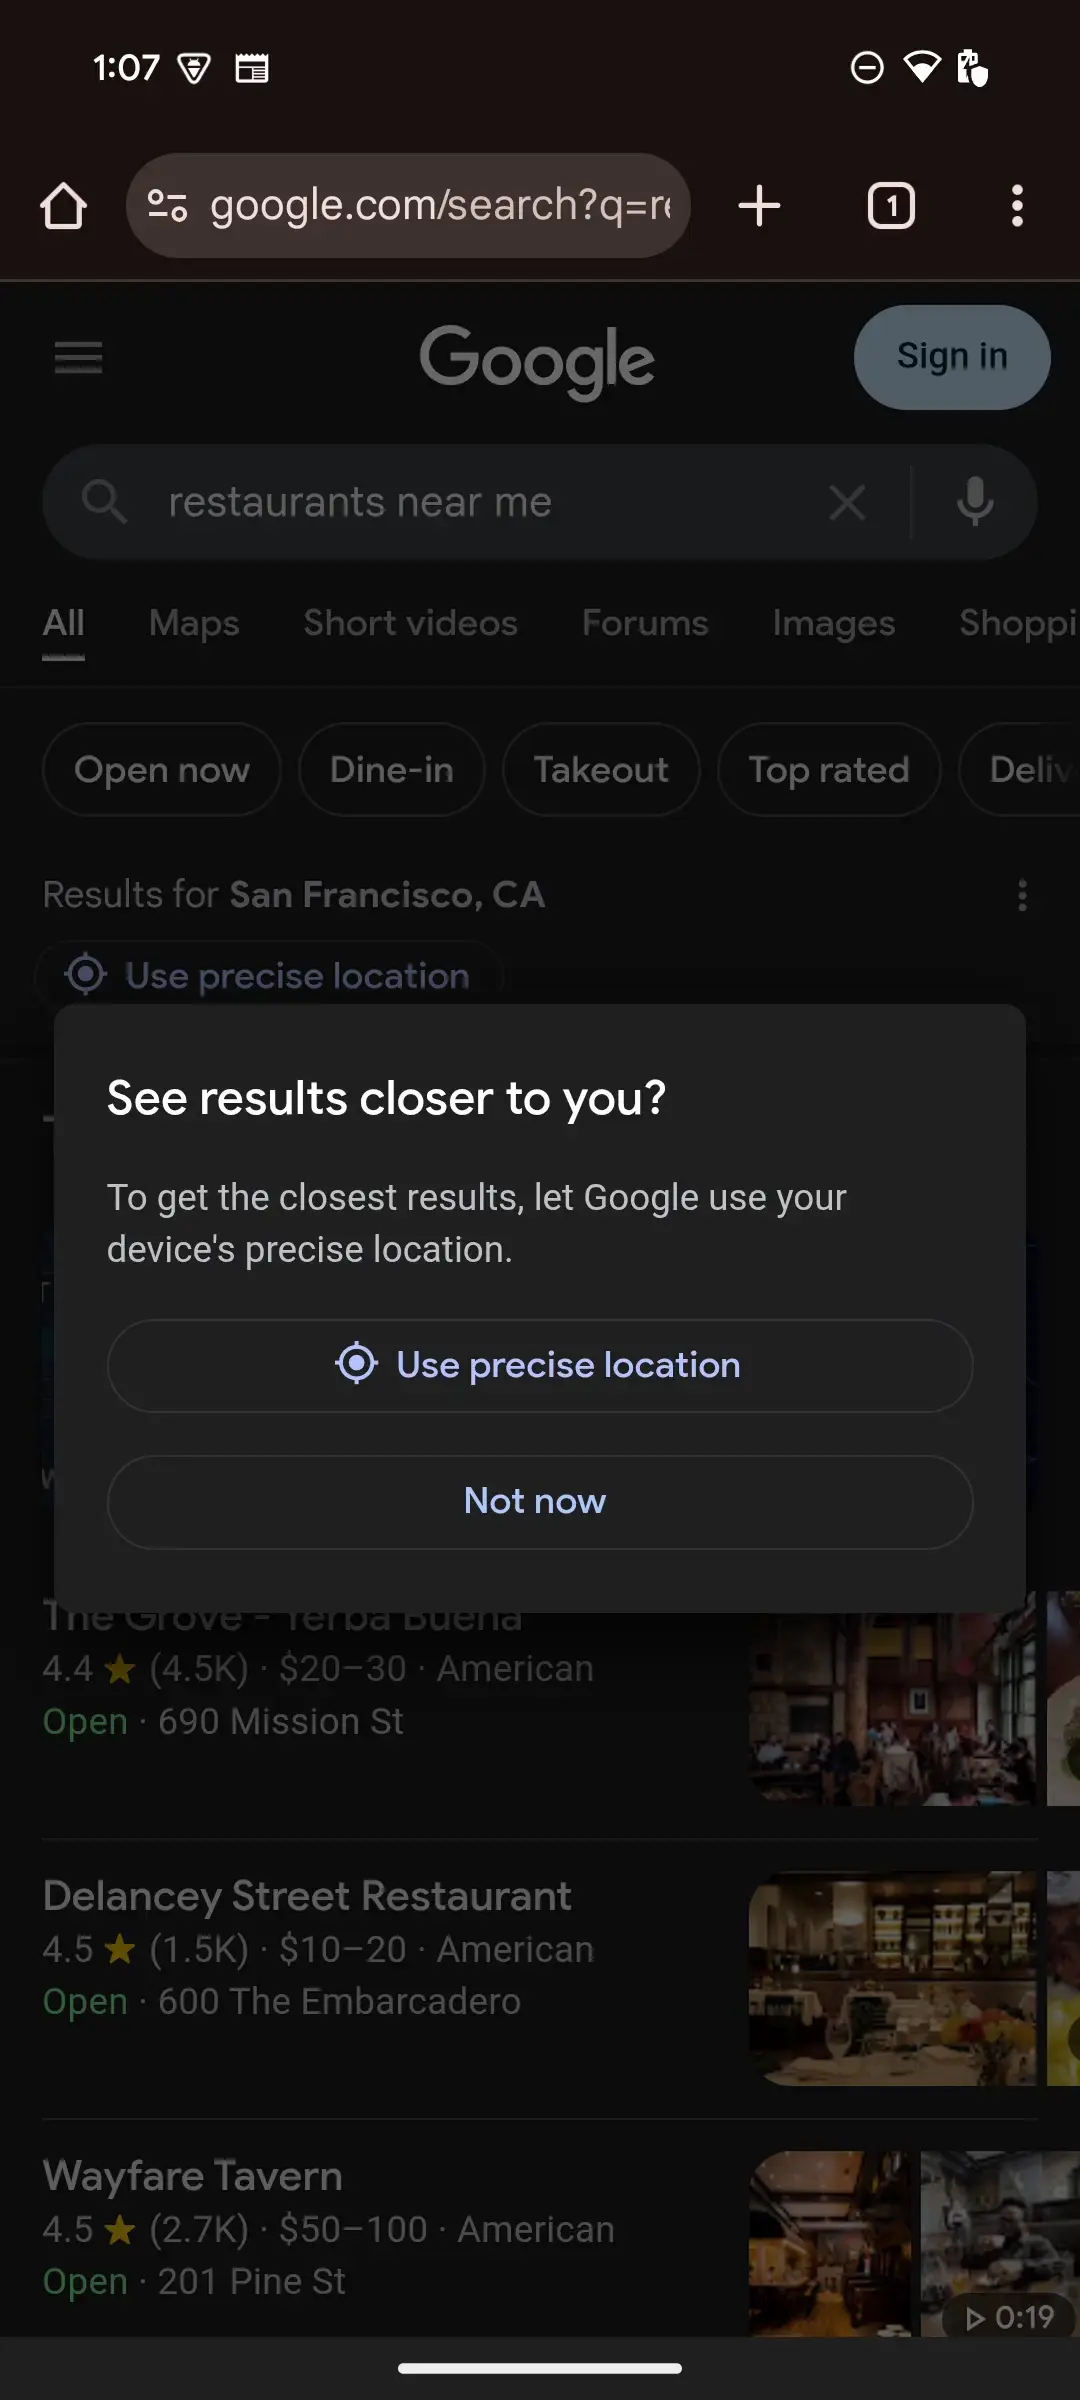 1:07
google.com/search?q=re
1
Google
Sign in
restaurants near me
All Maps Short videos Forums Images Shoppi
Open now Dine-in Takeout Top rated Deliv
Results for San Francisco, CA
Use precise location
See results closer to you?
To get the closest results, let Google use your
device's precise location.
Use precise location
Not now
The Grove - Yerba Buena
4.4 (4.5K) · $20–30 · American
Open · 690 Mission St
Delancey Street Restaurant
4.5 (1.5K) · $10–20 · American
Open · 600 The Embarcadero
Wayfare Tavern
4.5 (2.7K) · $50–100 · American
Open · 201 Pine St
0:19